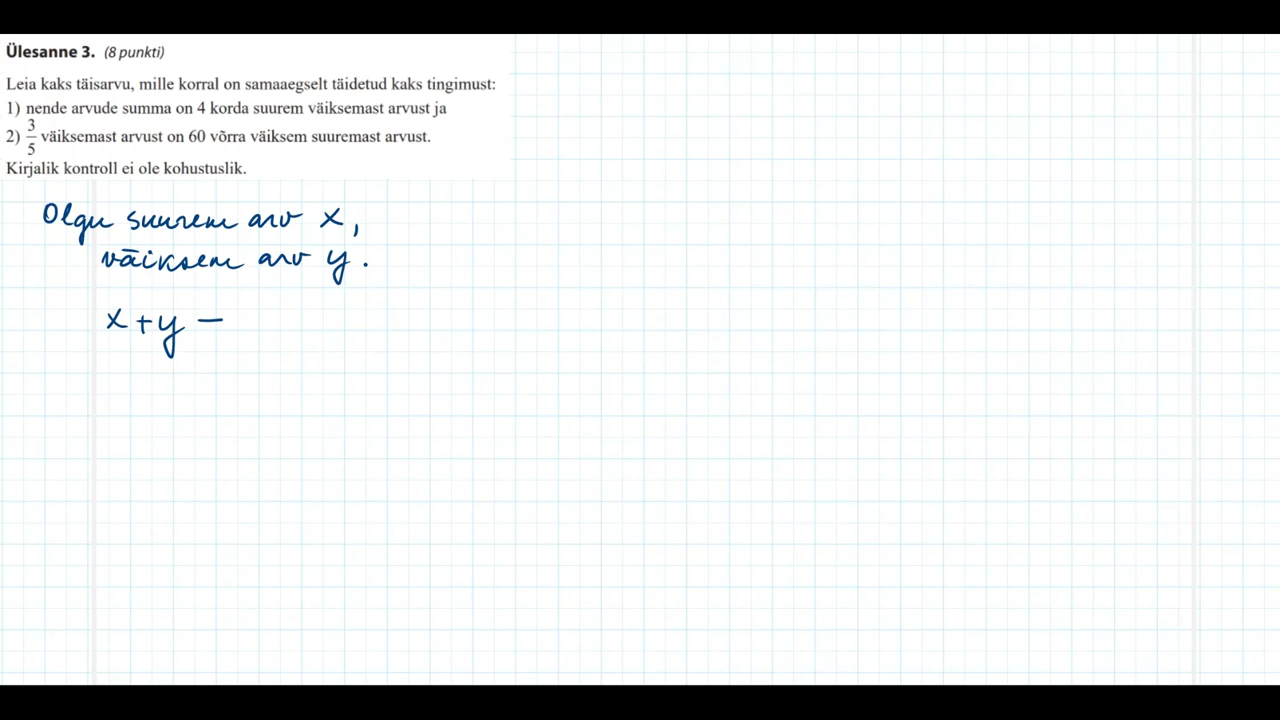 Ülesanne 3. (8 punkti)
Leia kaks täisarvu, mille korral on samaaegselt täidetud kaks tingimust:
1) nende arvude summa on 4 korda suurem väiksemast arvust ja
2) 3/5 väiksemast arvust on 60 võrra väiksem suuremast arvust.
Kirjalik kontroll ei ole kohustuslik.
Olgu suurem arv x,
väiksem arv y.
x + y −